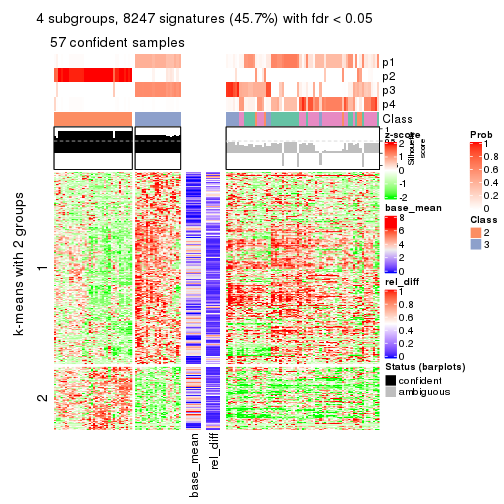 4 subgroups, 8247 signatures (45.7%) with fdr < 0.05
57 confident samples
p1
p2
p3
p4
Class
1
Silhouette
score
z-score
2
1
0
-1
-2
base_mean
8
6
4
2
0
rel_diff
1
0.8
0.6
0.4
0.2
0
Status (barplots)
confident
ambiguous
Prob
1
0.8
0.6
0.4
0.2
0
Class
2
3
k-means with 2 groups
1
2
base_mean
rel_diff